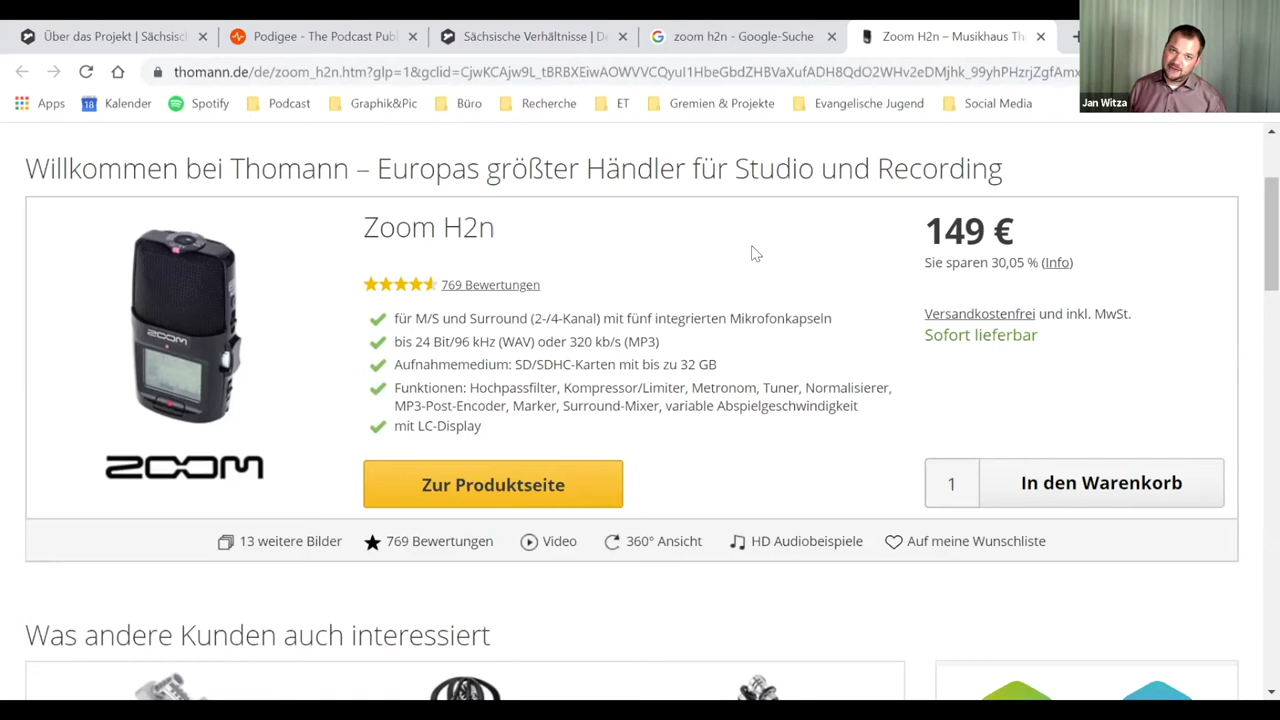 Über das Projekt | Sächsisc
Podigee - The Podcast Publ
Sächsische Verhältnisse | De
zoom h2n - Google-Suche
Zoom H2n – Musikhaus Th
thomann.de/de/zoom_h2n.htm?glp=1&gclid=CjwKCAjw9L_tBRBXEiwAOWVVCQyuI1HbeGbdZHBVaXufADH8QdO2WHv2eDMjhk_99yhPHzrjZgfAmx
Jan Witza
Apps
18
Kalender
Spotify
Podcast
Graphik&Pic
Büro
Recherche
ET
Gremien & Projekte
Evangelische Jugend
Social Media
Willkommen bei Thomann – Europas größter Händler für Studio und Recording
Zoom H2n
149 €
Sie sparen 30,05 % (Info)
769 Bewertungen
für M/S und Surround (2-/4-Kanal) mit fünf integrierten Mikrofonkapseln
Versandkostenfrei und inkl. MwSt.
Sofort lieferbar
bis 24 Bit/96 kHz (WAV) oder 320 kb/s (MP3)
Aufnahmemedium: SD/SDHC-Karten mit bis zu 32 GB
Funktionen: Hochpassfilter, Kompressor/Limiter, Metronom, Tuner, Normalisierer,
MP3-Post-Encoder, Marker, Surround-Mixer, variable Abspielgeschwindigkeit
mit LC-Display
ZOOM
ZOOM
Zur Produktseite
1
In den Warenkorb
13 weitere Bilder
769 Bewertungen
Video
360° Ansicht
HD Audiobeispiele
Auf meine Wunschliste
Was andere Kunden auch interessiert